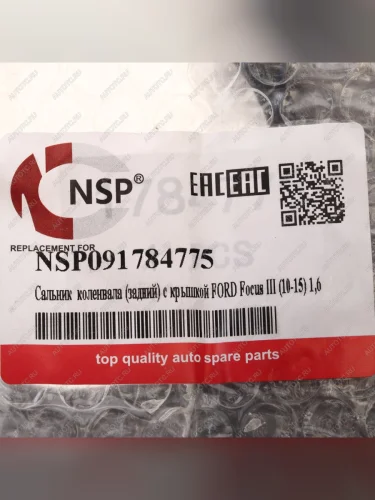 NSP®
EAC EAC
REPLACEMENT FOR
NSP091784775
Сальник коленвала (задний) с крышкой FORD Focus III (10-15) 1,6
top quality auto spare parts